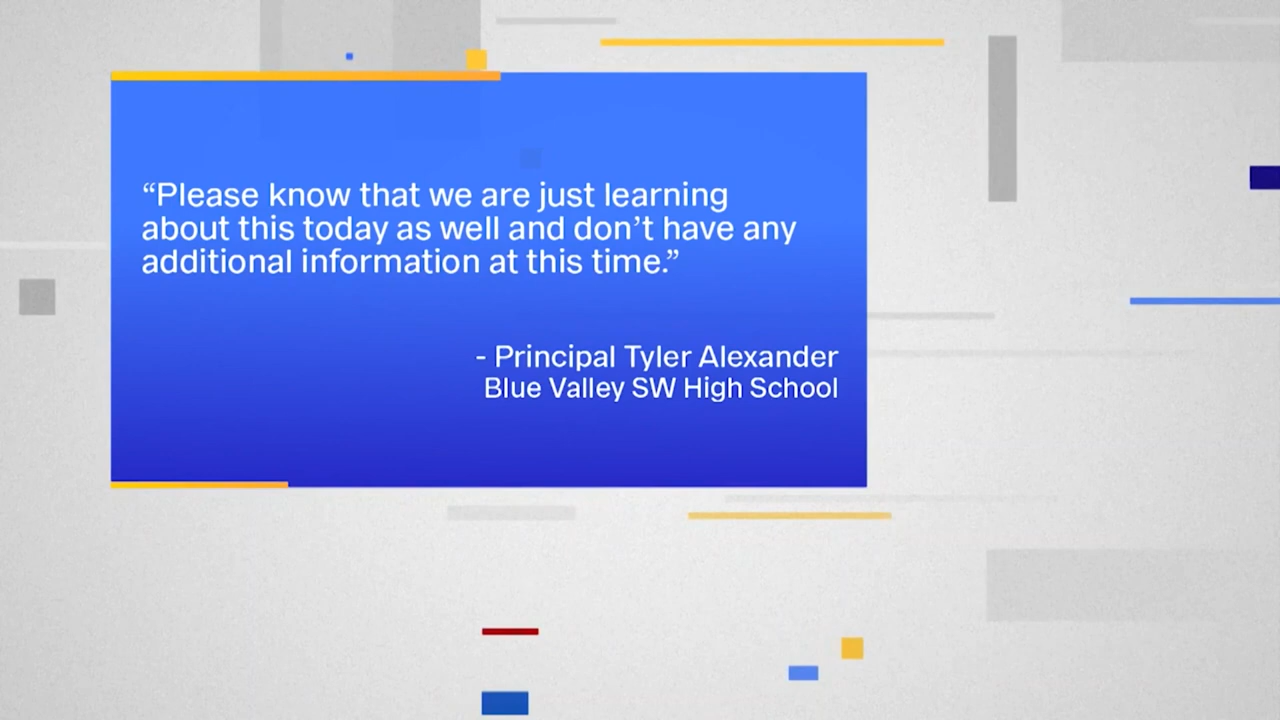 “Please know that we are just learning
about this today as well and don’t have any
additional information at this time.”
- Principal Tyler Alexander
Blue Valley SW High School